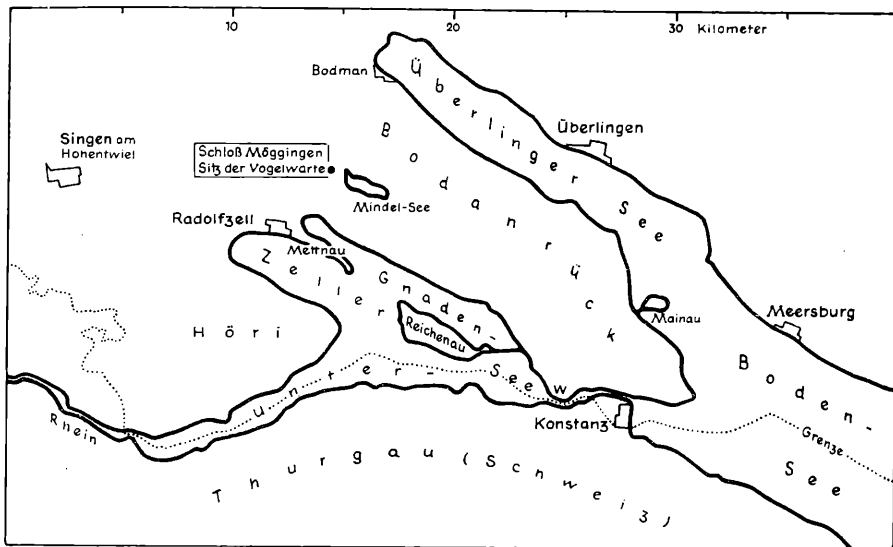 10 20 30 Kilometer
Bodman
Überlinger See
Überlingen
Singen am
Hohentwiel
Schloß Möggingen
Sitz der Vogelwarte
Bodanrück
Mindel-See
Radolfzell
Mettnau
Zeller
Gnaden-
See
Reichenau
Mainau
Meersburg
Höri
Unter-
W
Boden-
See
Konstanz
Grenze
Rhein
Thurgau (Schweiz)